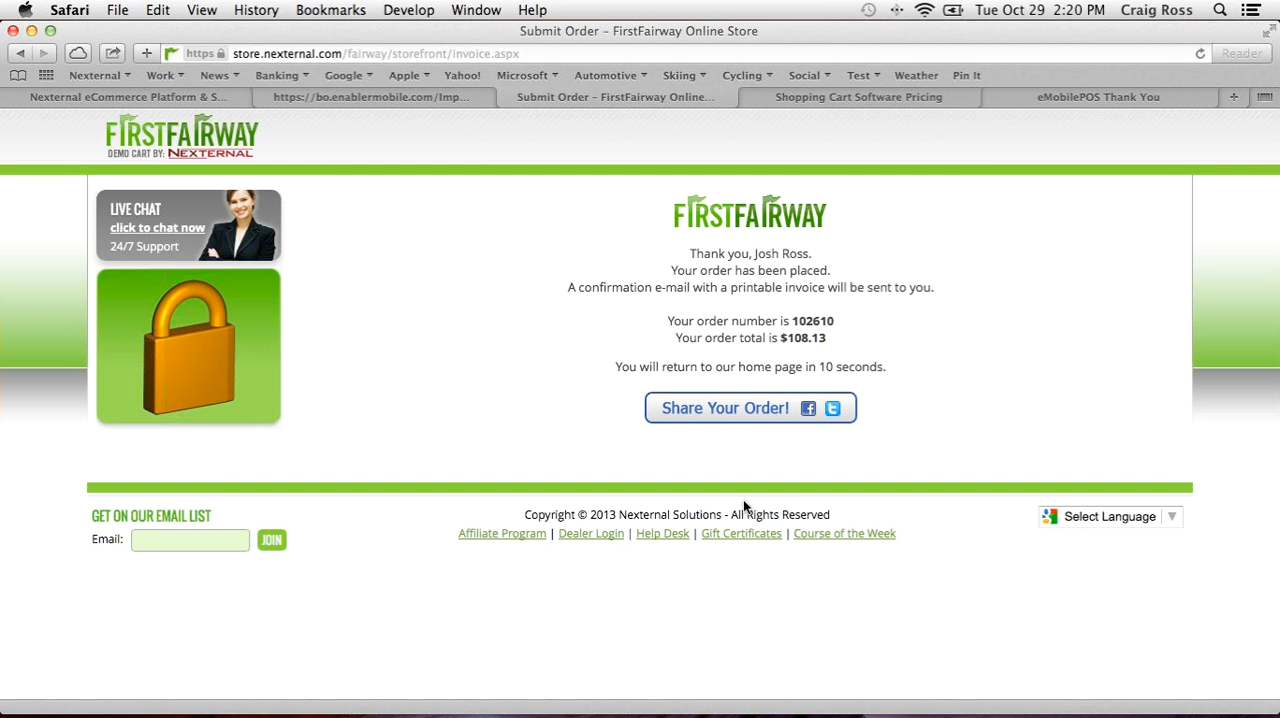 Safari File Edit View History Bookmarks Develop Window Help Tue Oct 29 2:20 PM Craig Ross
Submit Order – FirstFairway Online Store
https store.nexternal.com/fairway/storefront/invoice.aspx Reader
Nexternal Work News Banking Google Apple Yahoo! Microsoft Automotive Skiing Cycling Social Test Weather Pin It
Nexternal eCommerce Platform & S... https://bo.enablermobile.com/Imp... Submit Order – FirstFairway Online... Shopping Cart Software Pricing eMobilePOS Thank You
FIRSTFAIRWAY
DEMO CART BY: NEXTERNAL
LIVE CHAT
click to chat now
24/7 Support
FIRSTFAIRWAY
Thank you, Josh Ross.
Your order has been placed.
A confirmation e-mail with a printable invoice will be sent to you.
Your order number is 102610
Your order total is $108.13
You will return to our home page in 10 seconds.
Share Your Order!
GET ON OUR EMAIL LIST
Email: JOIN
Copyright © 2013 Nexternal Solutions - All Rights Reserved
Affiliate Program | Dealer Login | Help Desk | Gift Certificates | Course of the Week
Select Language